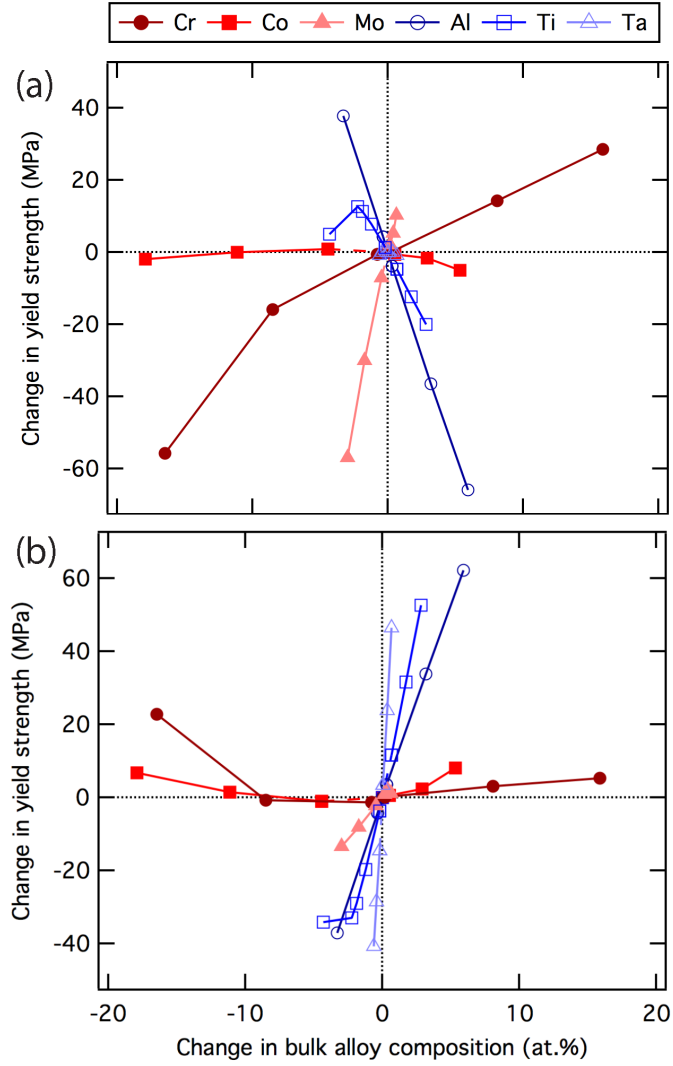 Cr Co Mo Al Ti Ta
(a)
Change in yield strength (MPa)
40
20
0
-20
-40
-60
(b)
Change in yield strength (MPa)
60
40
20
0
-20
-40
-20 -10 0 10 20
Change in bulk alloy composition (at.%)